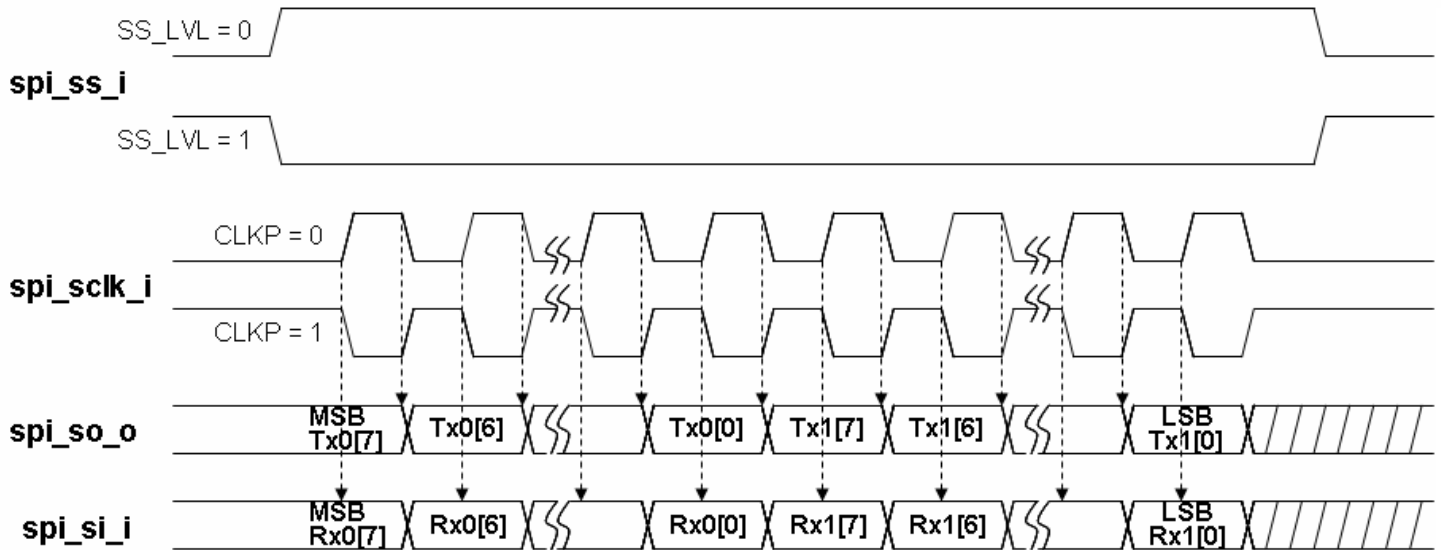 SS_LVL = 0
spi_ss_i
SS_LVL = 1
CLKP = 0
spi_sclk_i
CLKP = 1
spi_so_o
MSB
Tx0[7]
Tx0[6]
Tx0[0]
Tx1[7]
Tx1[6]
LSB
Tx1[0]
spi_si_i
MSB
Rx0[7]
Rx0[6]
Rx0[0]
Rx1[7]
Rx1[6]
LSB
Rx1[0]